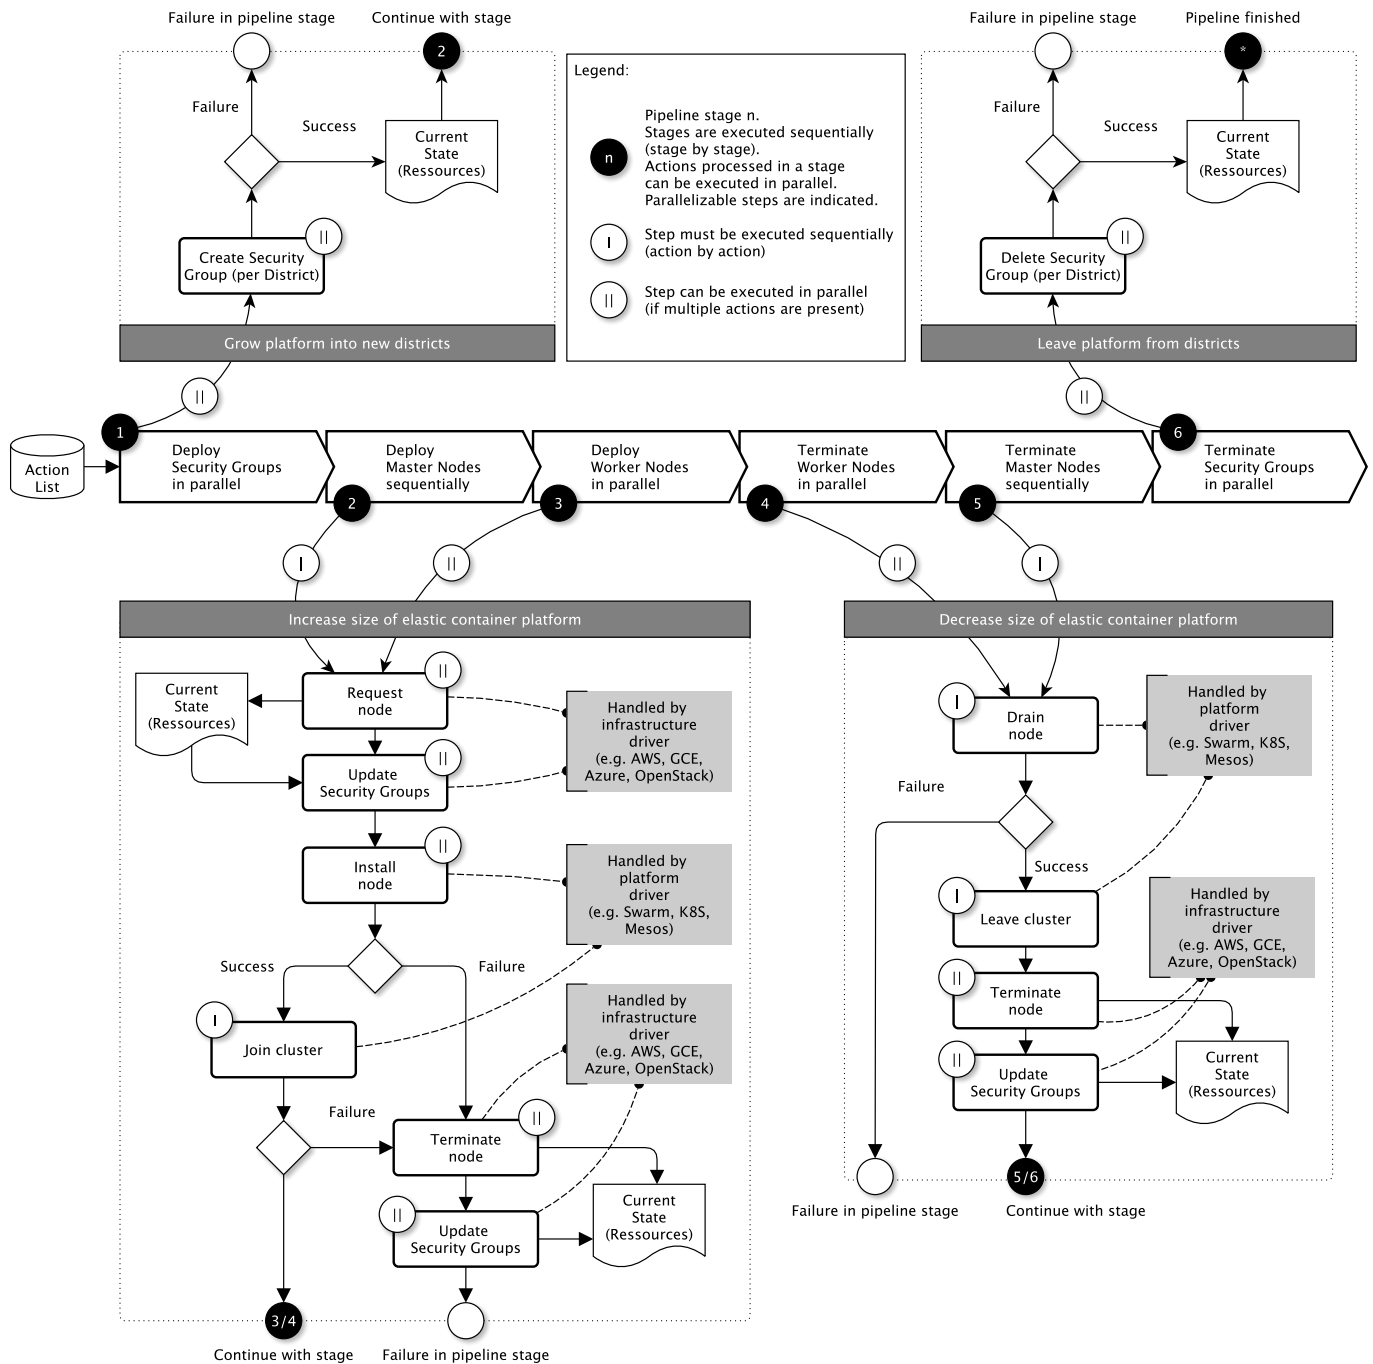 Failure in pipeline stage
Continue with stage
2
Failure
Success
Current
State
(Ressources)
||
Create Security
Group (per District)
Grow platform into new districts
||
Legend:
n
Pipeline stage n.
Stages are executed sequentially
(stage by stage).
Actions processed in a stage
can be executed in parallel.
Parallelizable steps are indicated.
I
Step must be executed sequentially
(action by action)
||
Step can be executed in parallel
(if multiple actions are present)
Failure in pipeline stage
Pipeline finished
*
Failure
Success
Current
State
(Ressources)
||
Delete Security
Group (per District)
Leave platform from districts
||
Action
List
1
Deploy
Security Groups
in parallel
2
Deploy
Master Nodes
sequentially
3
Deploy
Worker Nodes
in parallel
4
Terminate
Worker Nodes
in parallel
5
Terminate
Master Nodes
sequentially
6
Terminate
Security Groups
in parallel
I
||
||
I
Increase size of elastic container platform
Current
State
(Ressources)
||
Request
node
Handled by
infrastructure
driver
(e.g. AWS, GCE,
Azure, OpenStack)
||
Update
Security Groups
||
Install
node
Handled by
platform
driver
(e.g. Swarm, K8S,
Mesos)
Success
Failure
I
Join cluster
Handled by
infrastructure
driver
(e.g. AWS, GCE,
Azure, OpenStack)
Failure
||
Terminate
node
||
Update
Security Groups
Current
State
(Ressources)
3/4
Continue with stage
Failure in pipeline stage
Decrease size of elastic container platform
I
Drain
node
Handled by
platform
driver
(e.g. Swarm, K8S,
Mesos)
Failure
Success
I
Leave cluster
Handled by
infrastructure
driver
(e.g. AWS, GCE,
Azure, OpenStack)
||
Terminate
node
||
Update
Security Groups
Current
State
(Ressources)
5/6
Failure in pipeline stage
Continue with stage